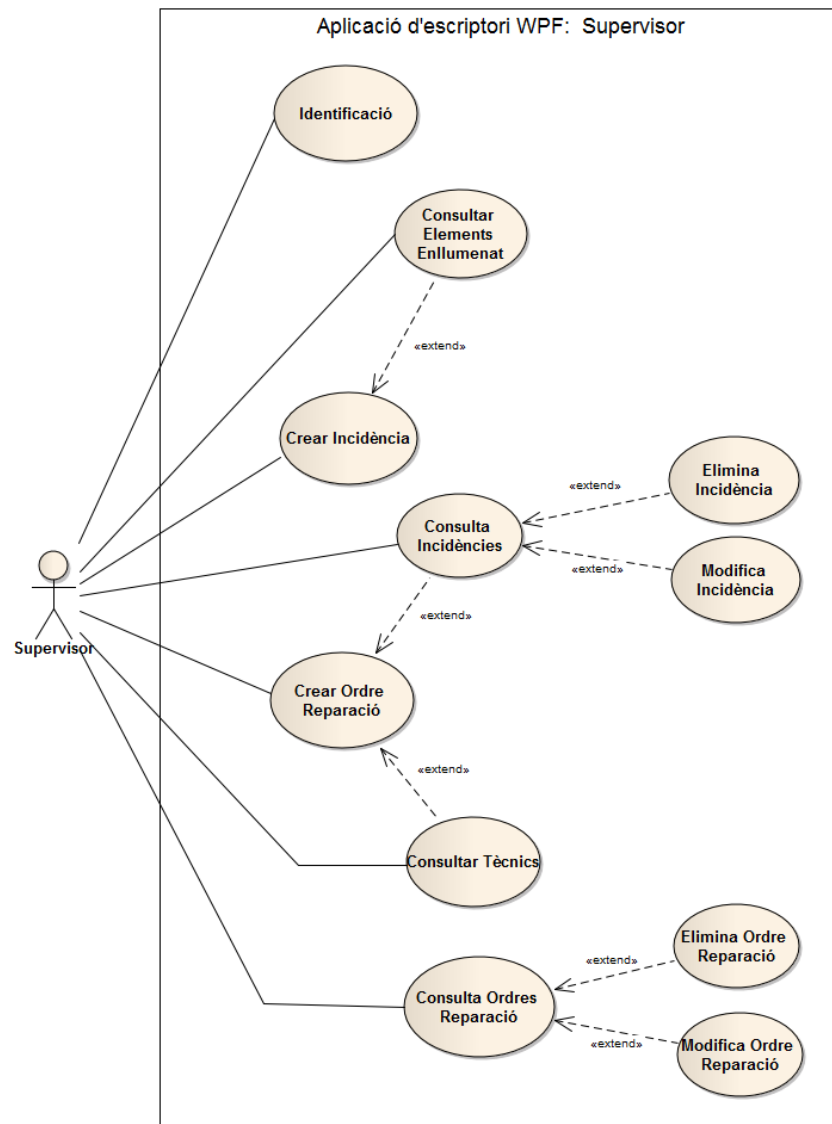 Aplicació d'escriptori WPF:  Supervisor
Identificació
Consultar
Elements
Enllumenat
«extend»
Crear Incidència
Elimina
Incidència
«extend»
Consulta
Incidències
«extend»
Modifica
Incidència
«extend»
Supervisor
Crear Ordre
Reparació
«extend»
Consultar Tècnics
Elimina Ordre
Reparació
«extend»
Consulta Ordres
Reparació
«extend»
Modifica Ordre
Reparació